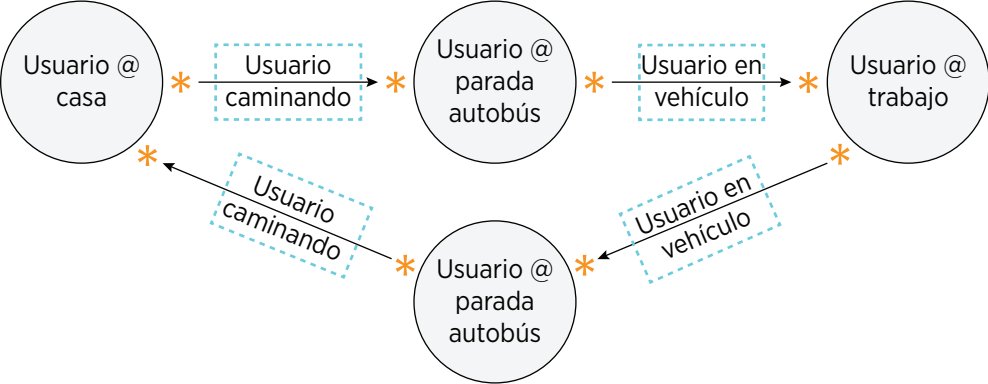 Usuario @
casa
*
Usuario
caminando
*
Usuario @
parada
autobús
*
Usuario en
vehículo
*
Usuario @
trabajo
*
*
Usuario
caminando
*
Usuario @
parada
autobús
*
Usuario en
vehículo